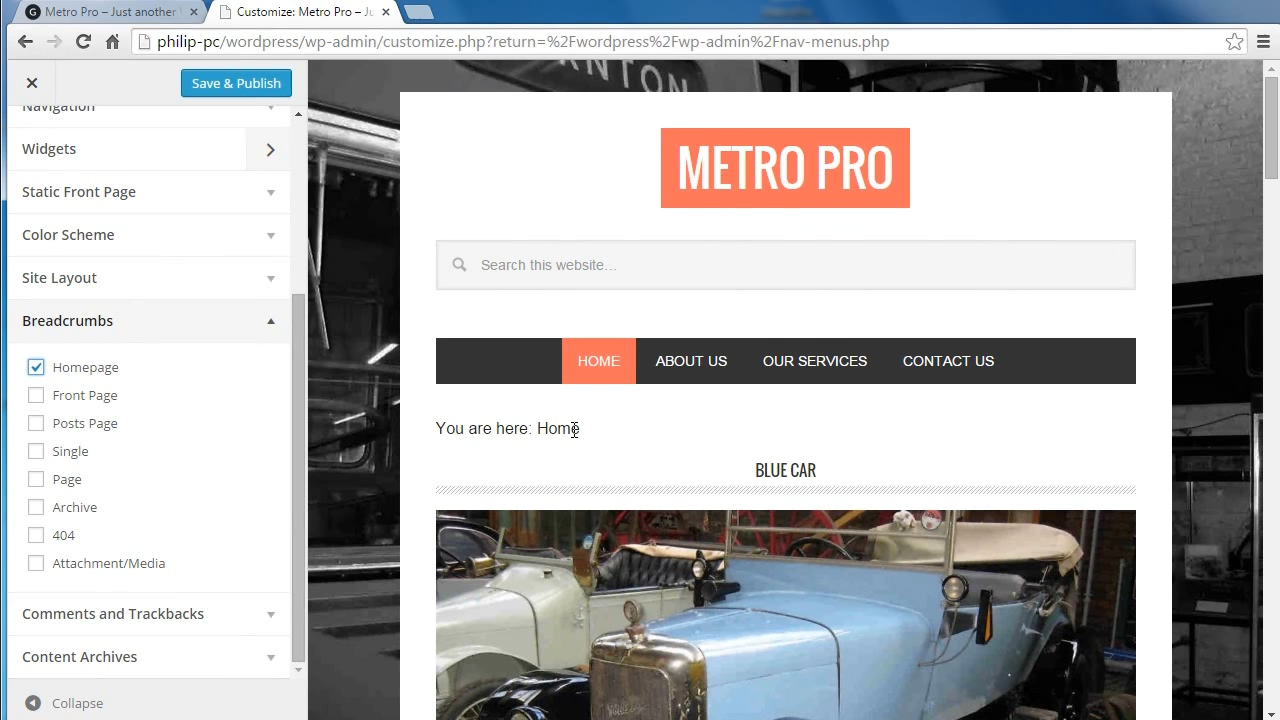 Metro Pro – Just another
Customize: Metro Pro – Ju
philip-pc/wordpress/wp-admin/customize.php?return=%2Fwordpress%2Fwp-admin%2Fnav-menus.php
Save & Publish
Navigation
Widgets
Static Front Page
Color Scheme
Site Layout
Breadcrumbs
Homepage
Front Page
Posts Page
Single
Page
Archive
404
Attachment/Media
Comments and Trackbacks
Content Archives
Collapse
METRO PRO
Search this website...
HOME ABOUT US OUR SERVICES CONTACT US
You are here: Home
BLUE CAR